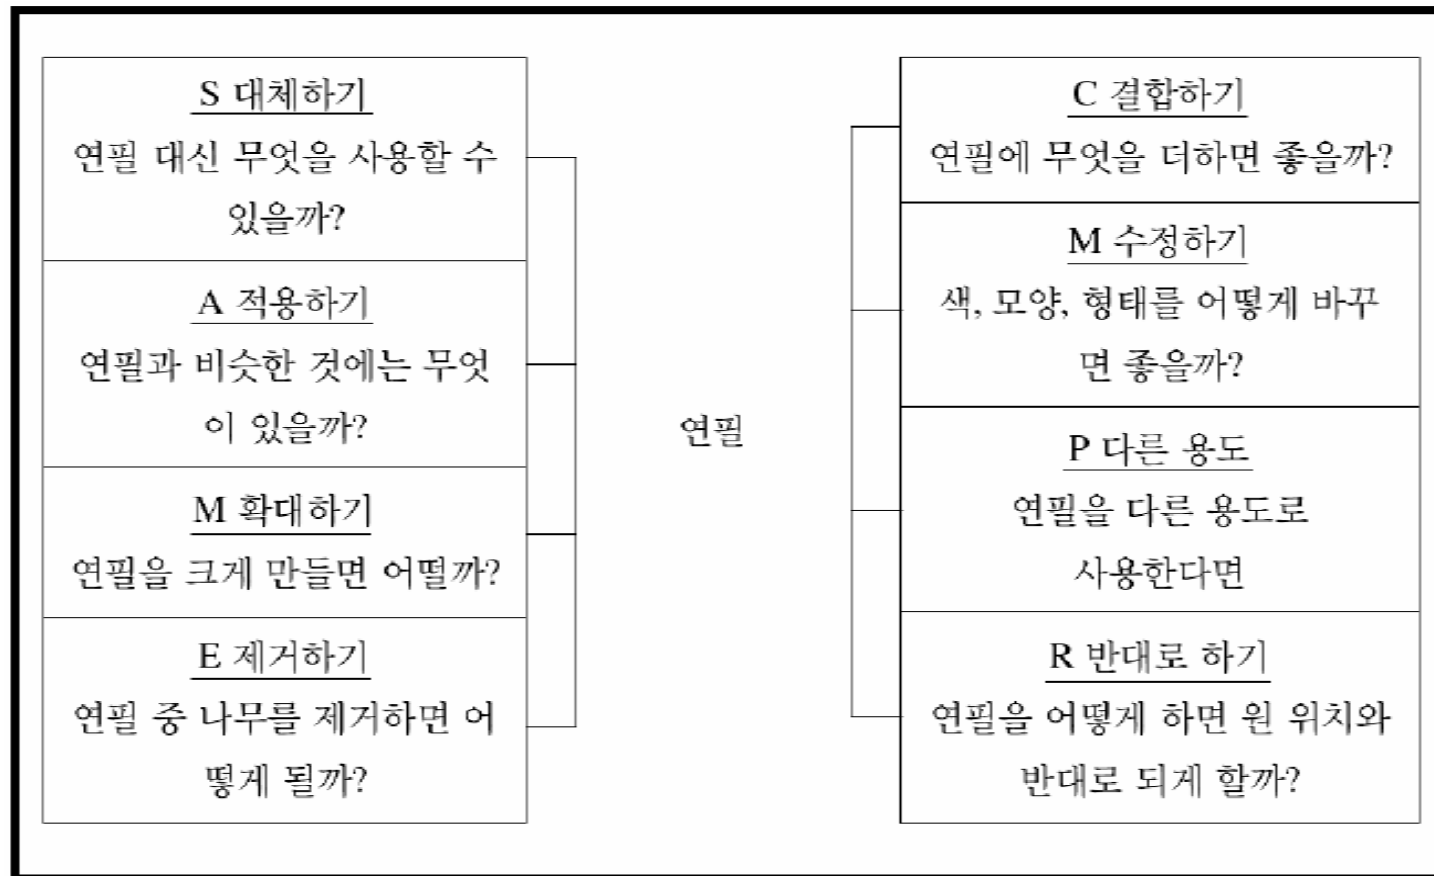 S 대체하기
연필 대신 무엇을 사용할 수
있을까?
A 적용하기
연필과 비슷한 것에는 무엇
이 있을까?
M 확대하기
연필을 크게 만들면 어떨까?
E 제거하기
연필 중 나무를 제거하면 어
떻게 될까?
연필
C 결합하기
연필에 무엇을 더하면 좋을까?
M 수정하기
색, 모양, 형태를 어떻게 바꾸
면 좋을까?
P 다른 용도
연필을 다른 용도로
사용한다면
R 반대로 하기
연필을 어떻게 하면 원 위치와
반대로 되게 할까?